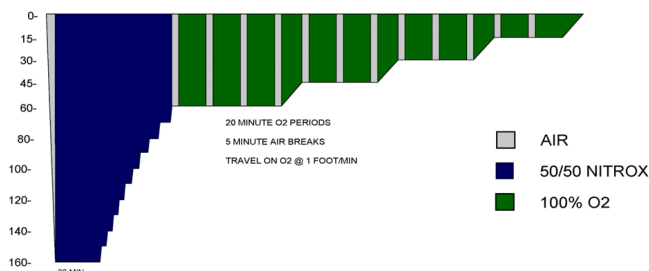 0-
15-
30-
45-
60-
80-
100-
120-
140-
160-
20 MINUTE O2 PERIODS
5 MINUTE AIR BREAKS
TRAVEL ON O2 @ 1 FOOT/MIN
AIR
50/50 NITROX
100% O2